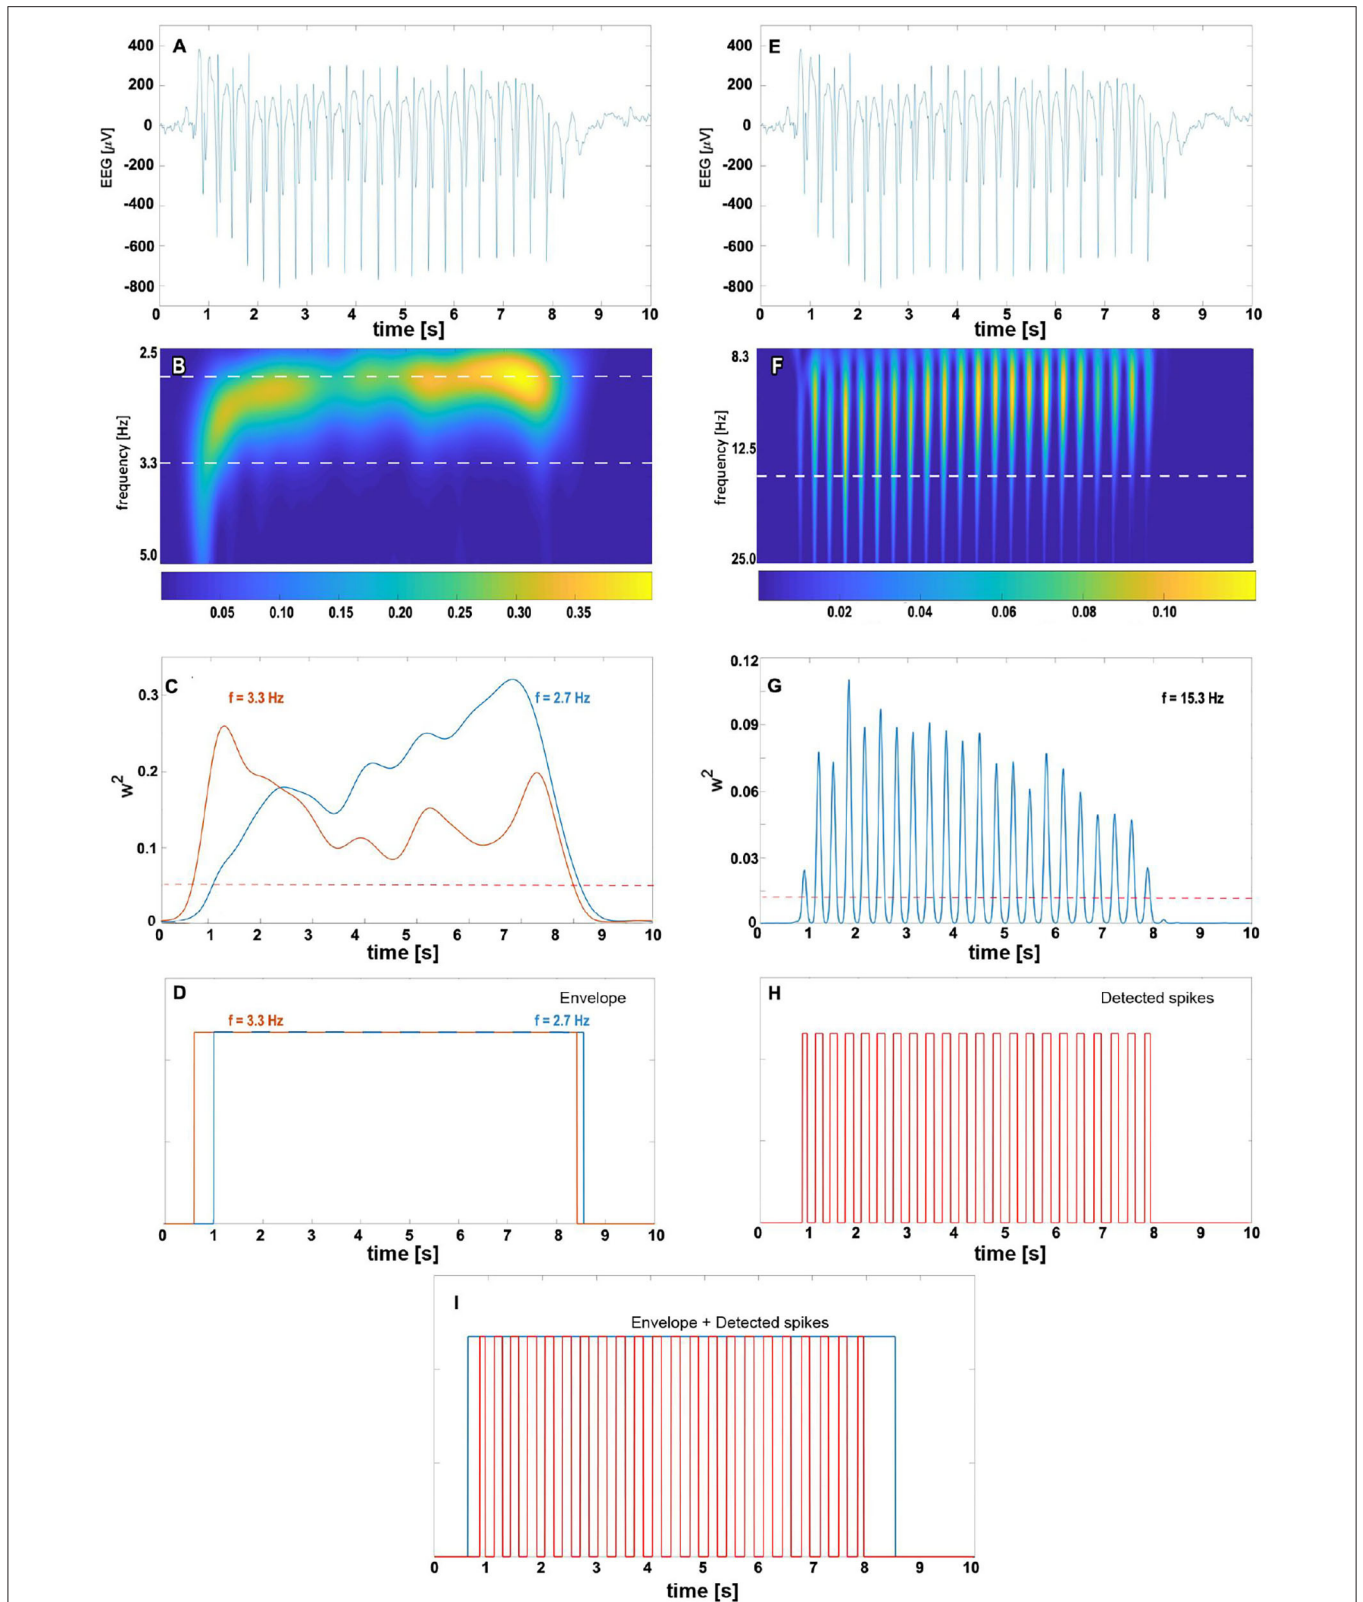 A
400
200
0
-200
-400
-600
-800
EEG [μV]
0 1 2 3 4 5 6 7 8 9 10
time [s]
E
400
200
0
-200
-400
-600
-800
EEG [μV]
0 1 2 3 4 5 6 7 8 9 10
time [s]
B
2.5
3.3
5.0
frequency [Hz]
0.05 0.10 0.15 0.20 0.25 0.30 0.35
F
8.3
12.5
25.0
frequency [Hz]
0.02 0.04 0.06 0.08 0.10
C
f = 3.3 Hz
f = 2.7 Hz
0.3
0.2
0.1
0
w²
0 1 2 3 4 5 6 7 8 9 10
time [s]
G
f = 15.3 Hz
0.12
0.09
0.06
0.03
0
w²
0 1 2 3 4 5 6 7 8 9 10
time [s]
D
Envelope
f = 3.3 Hz
f = 2.7 Hz
0 1 2 3 4 5 6 7 8 9 10
time [s]
H
Detected spikes
0 1 2 3 4 5 6 7 8 9 10
time [s]
I
Envelope + Detected spikes
0 1 2 3 4 5 6 7 8 9 10
time [s]